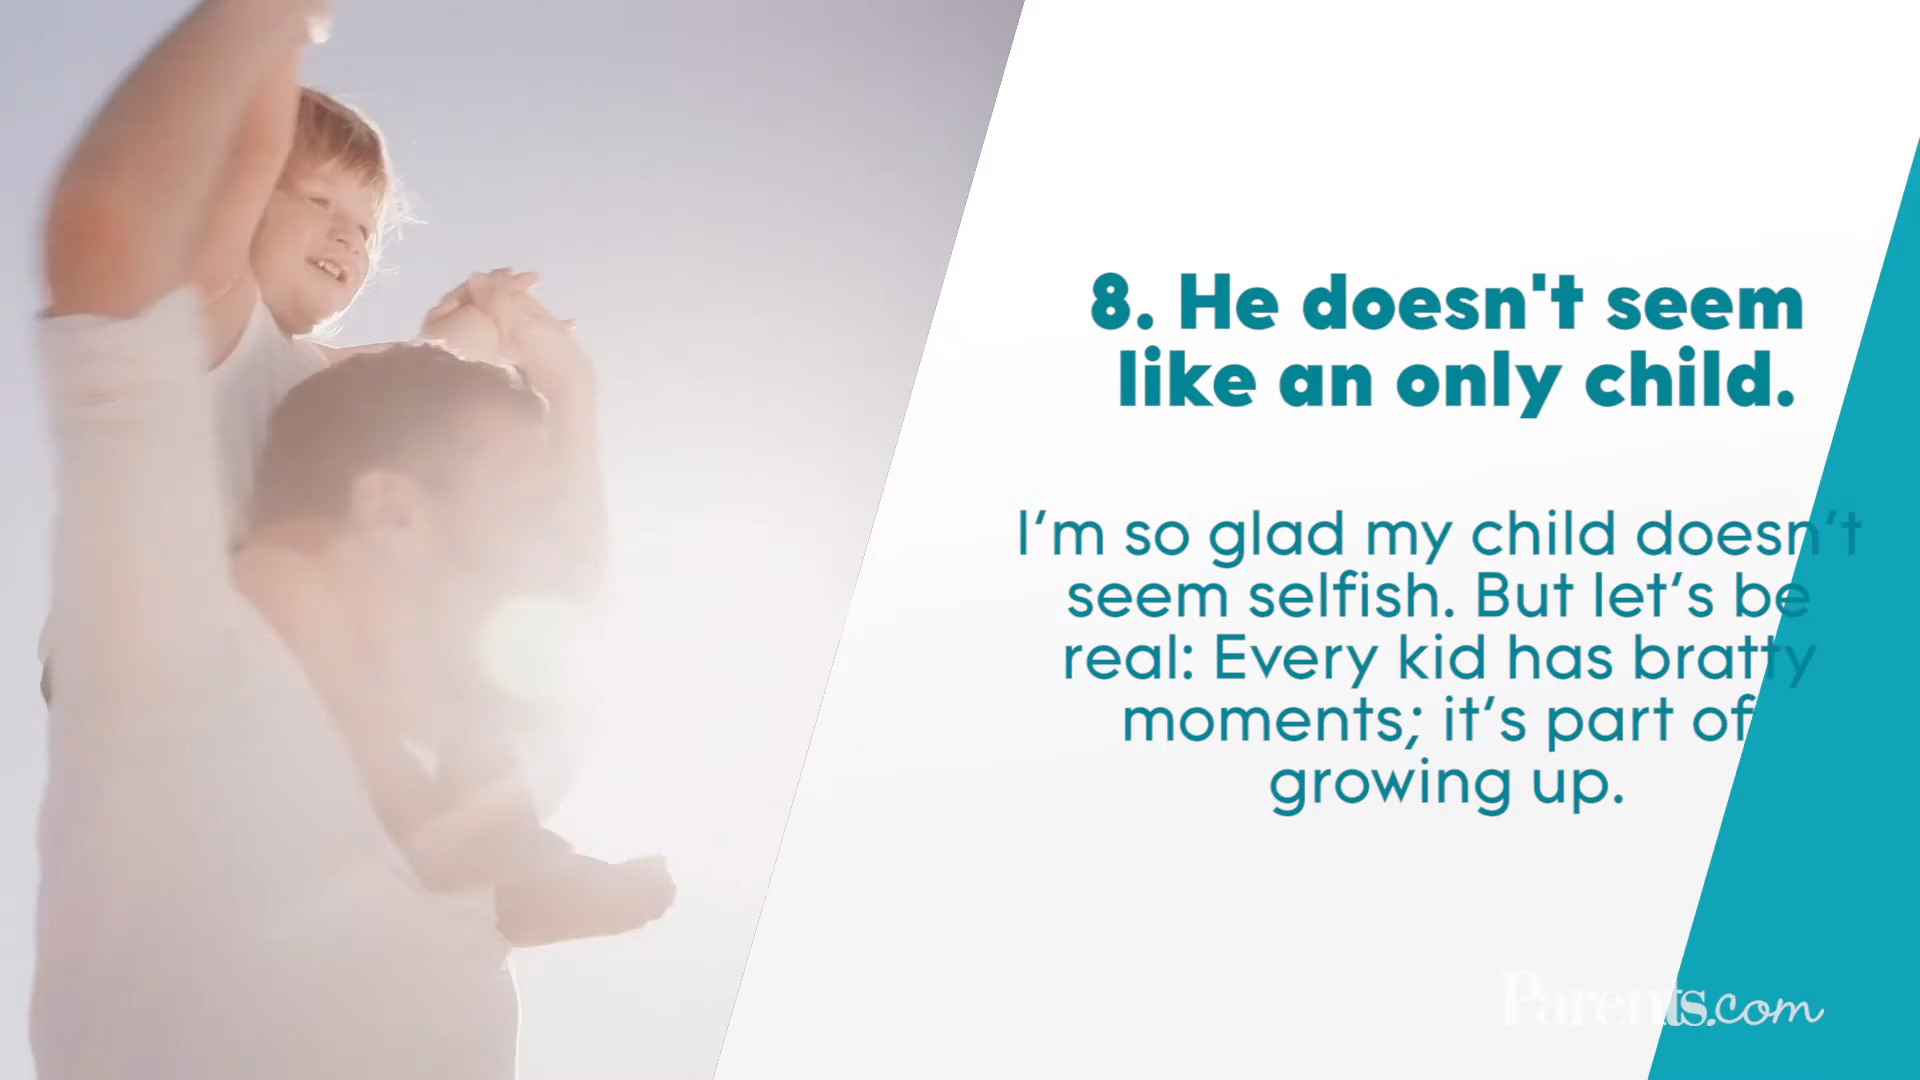 8. He doesn't seem
like an only child.
I’m so glad my child doesn’t
seem selfish. But let’s be
real: Every kid has bratty
moments; it’s part of
growing up.
Parents.com